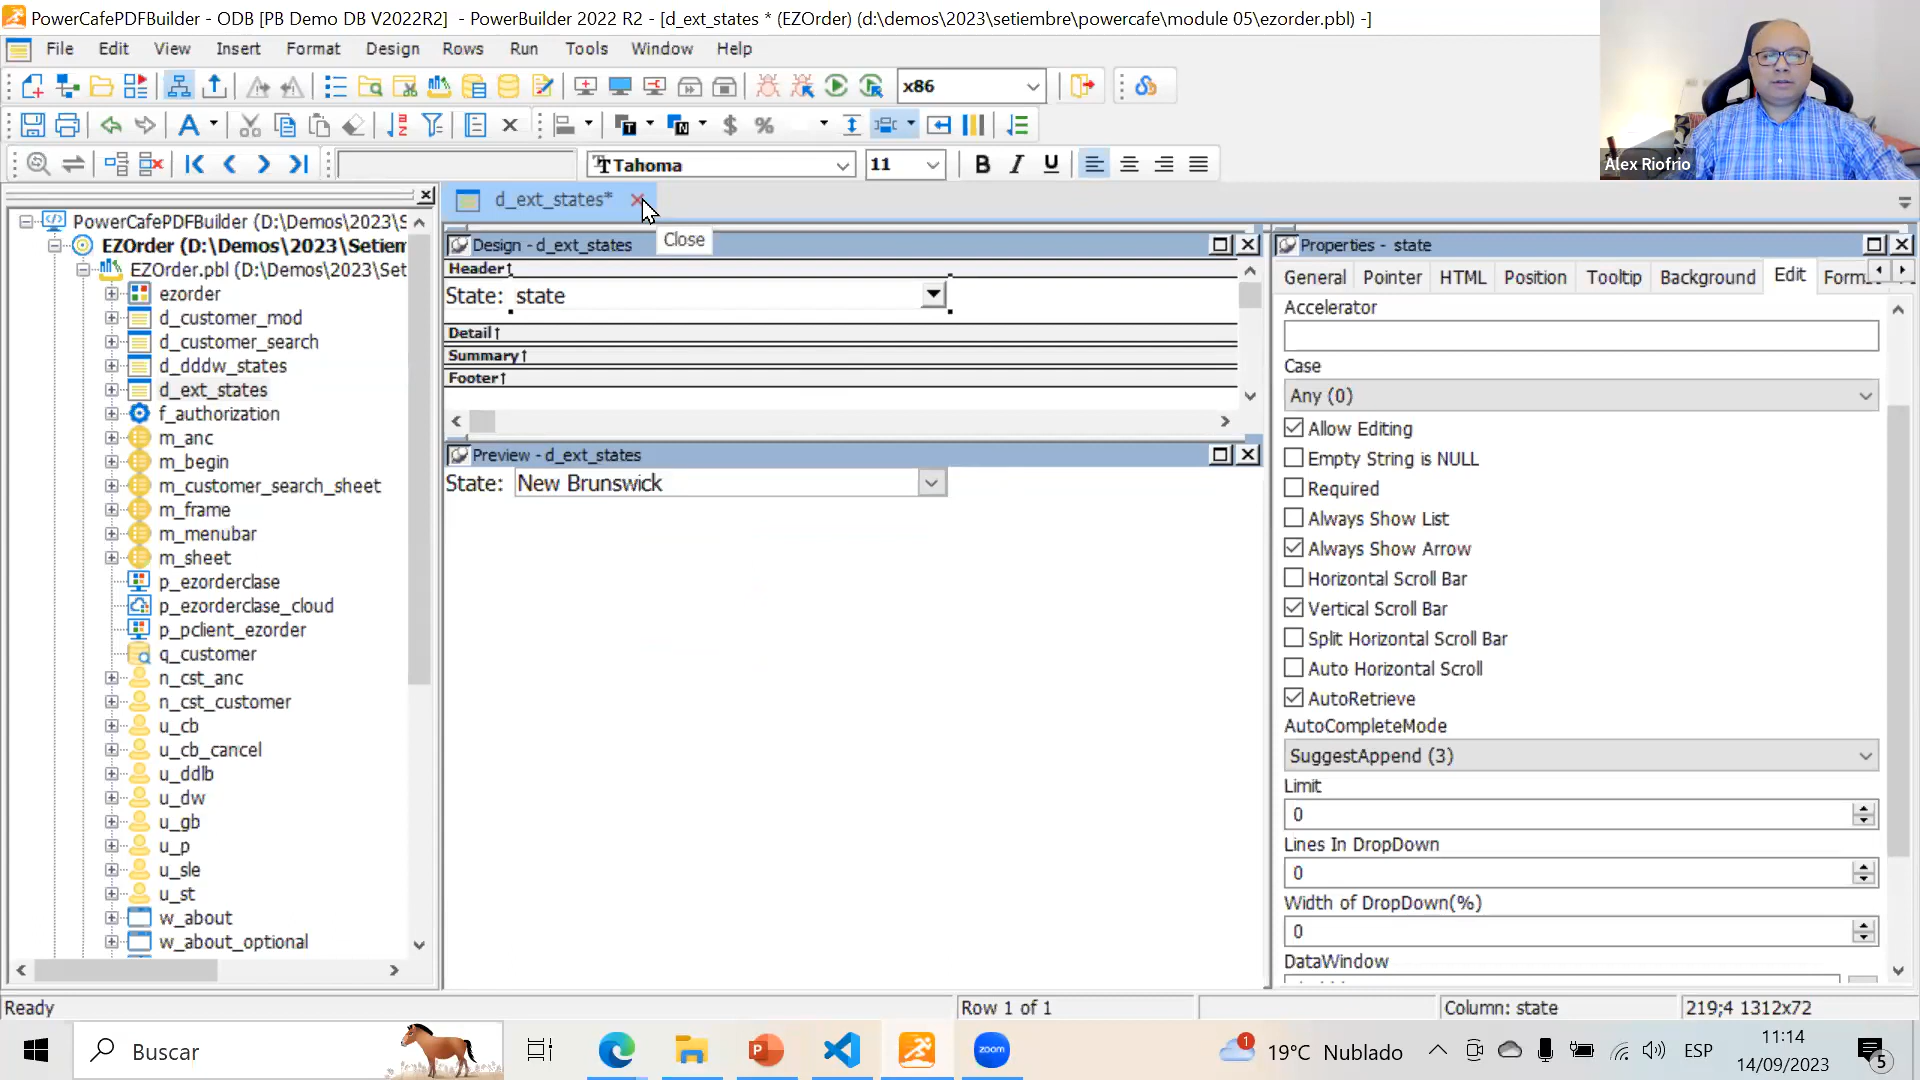 PowerCafePDFBuilder - ODB [PB Demo DB V2022R2] - PowerBuilder 2022 R2 - [d_ext_states * (EZOrder) (d:\demos\2023\setiembre\powercafe\module 05\ezorder.pbl) -]
File Edit View Insert Format Design Rows Run Tools Window Help
x86
Tahoma 11 B I U
Alex Riofrio
d_ext_states*
Close
PowerCafePDFBuilder (D:\Demos\2023\S
EZOrder (D:\Demos\2023\Setiem
EZOrder.pbl (D:\Demos\2023\Set
ezorder
d_customer_mod
d_customer_search
d_dddw_states
d_ext_states
f_authorization
m_anc
m_begin
m_customer_search_sheet
m_frame
m_menubar
m_sheet
p_ezorderclase
p_ezorderclase_cloud
p_pclient_ezorder
q_customer
n_cst_anc
n_cst_customer
u_cb
u_cb_cancel
u_ddlb
u_dw
u_gb
u_p
u_sle
u_st
w_about
w_about_optional
Design - d_ext_states
Header↑
State: state
Detail↑
Summary↑
Footer↑
Preview - d_ext_states
State: New Brunswick
Properties - state
General Pointer HTML Position Tooltip Background Edit Form
Accelerator
Case
Any (0)
Allow Editing
Empty String is NULL
Required
Always Show List
Always Show Arrow
Horizontal Scroll Bar
Vertical Scroll Bar
Split Horizontal Scroll Bar
Auto Horizontal Scroll
AutoRetrieve
AutoCompleteMode
SuggestAppend (3)
Limit
0
Lines In DropDown
0
Width of DropDown(%)
0
DataWindow
Ready
Row 1 of 1
Column: state
219;4 1312x72
Buscar
zoom
1
19°C Nublado
ESP
11:14
14/09/2023
5